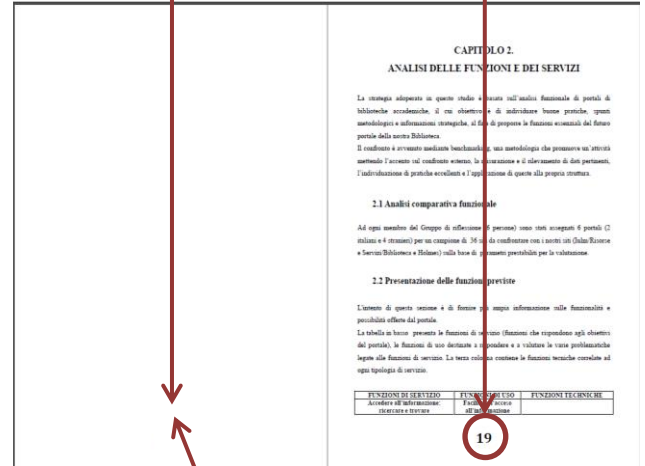 CAPITOLO 2.
ANALISI DELLE FUNZIONI E DEI SERVIZI
La strategia adoperata in questo studio è basata sull'analisi funzionale di portali di
biblioteche accademiche, il cui obiettivo è di individuare buone pratiche, spunti
metodologici e informazioni strategiche, al fine di proporre le funzioni essenziali del futuro
portale della nostra Biblioteca.
Il confronto è avvenuto mediante benchmarking, una metodologia che promuove un'attività
mettendo l'accento sul confronto esterno, la misurazione e il rilevamento di dati pertinenti,
l'individuazione di pratiche eccellenti e l'applicazione di queste alla propria struttura.
2.1 Analisi comparativa funzionale
Ad ogni membro del Gruppo di riflessione (6 persone) sono stati assegnati 6 portali (2
italiani e 4 stranieri) per un campione di 36 siti da confrontare con i nostri siti (Iulm/Risorse
e Servizi/Biblioteca e Holmes) sulla base di parametri prestabiliti per la valutazione.
2.2 Presentazione delle funzioni previste
L'intento di questa sezione è di fornire più ampia informazione sulle funzionalità e
possibilità offerte dal portale.
La tabella in basso presenta le funzioni di servizio (funzioni che rispondono agli obiettivi
del portale), le funzioni di uso destinate a rispondere e a valutare le varie problematiche
legate alle funzioni di servizio. La terza colonna contiene le funzioni tecniche correlate ad
ogni tipologia di servizio.
FUNZIONI DI SERVIZIO FUNZIONI DI USO FUNZIONI TECHNICHE
Accedere all'informazione: Facilità d'accesso
ricercare e trovare all'informazione
19